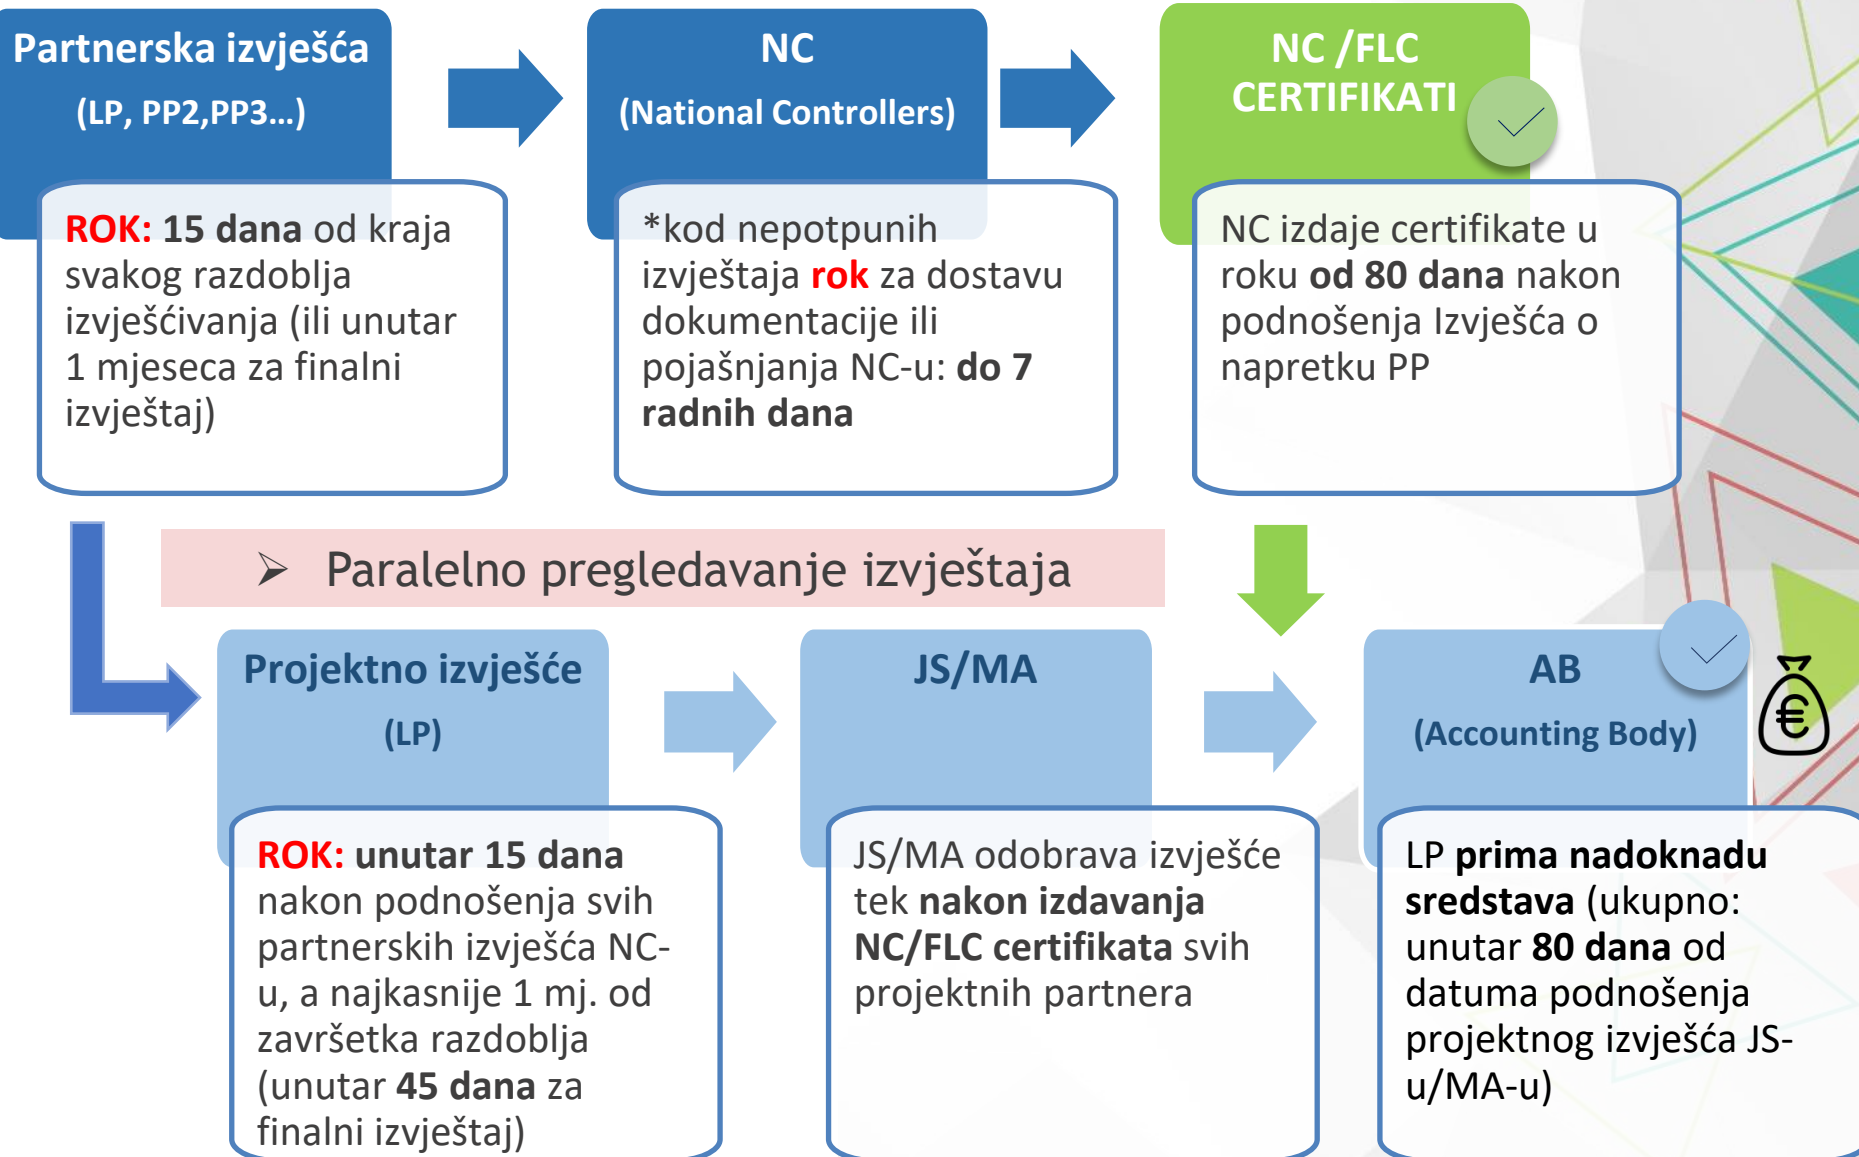 Partnerska izvješća
(LP, PP2,PP3...)
ROK: 15 dana od kraja
svakog razdoblja
izvješćivanja (ili unutar
1 mjeseca za finalni
izvještaj)
NC
(National Controllers)
*kod nepotpunih
izvještaja rok za dostavu
dokumentacije ili
pojašnjanja NC-u: do 7
radnih dana
NC /FLC
CERTIFIKATI
NC izdaje certifikate u
roku od 80 dana nakon
podnošenja Izvješća o
napretku PP
➢ Paralelno pregledavanje izvještaja
Projektno izvješće
(LP)
ROK: unutar 15 dana
nakon podnošenja svih
partnerskih izvješća NC-
u, a najkasnije 1 mj. od
završetka razdoblja
(unutar 45 dana za
finalni izvještaj)
JS/MA
JS/MA odobrava izvješće
tek nakon izdavanja
NC/FLC certifikata svih
projektnih partnera
AB
(Accounting Body)
€
LP prima nadoknadu
sredstava (ukupno:
unutar 80 dana od
datuma podnošenja
projektnog izvješća JS-
u/MA-u)